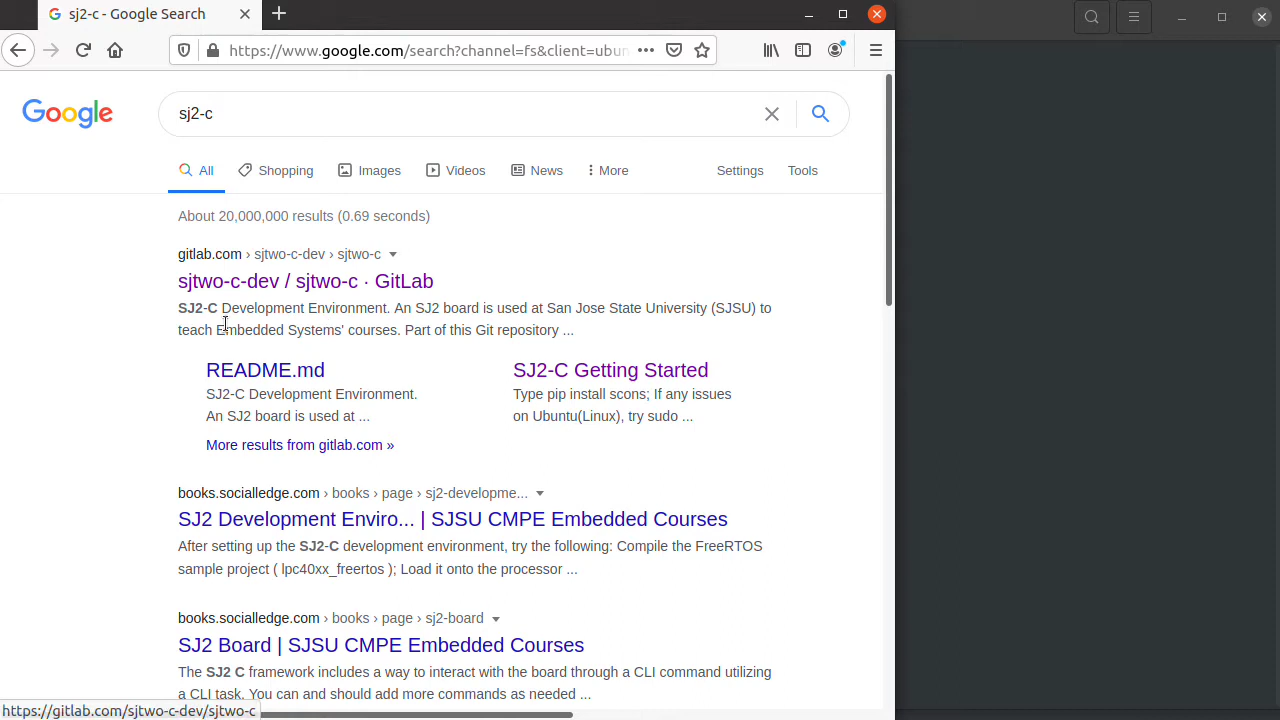 sj2-c - Google Search
https://www.google.com/search?channel=fs&client=ubun
Google
sj2-c
All
Shopping
Images
Videos
News
More
Settings
Tools
About 20,000,000 results (0.69 seconds)
gitlab.com › sjtwo-c-dev › sjtwo-c
sjtwo-c-dev / sjtwo-c · GitLab
SJ2-C Development Environment. An SJ2 board is used at San Jose State University (SJSU) to
teach Embedded Systems' courses. Part of this Git repository ...
README.md
SJ2-C Development Environment.
An SJ2 board is used at ...
SJ2-C Getting Started
Type pip install scons; If any issues
on Ubuntu(Linux), try sudo ...
More results from gitlab.com »
books.socialledge.com › books › page › sj2-developme...
SJ2 Development Enviro... | SJSU CMPE Embedded Courses
After setting up the SJ2-C development environment, try the following: Compile the FreeRTOS
sample project ( lpc40xx_freertos ); Load it onto the processor ...
books.socialledge.com › books › page › sj2-board
SJ2 Board | SJSU CMPE Embedded Courses
The SJ2 C framework includes a way to interact with the board through a CLI command utilizing
a CLI task. You can and should add more commands as needed ...
https://gitlab.com/sjtwo-c-dev/sjtwo-c